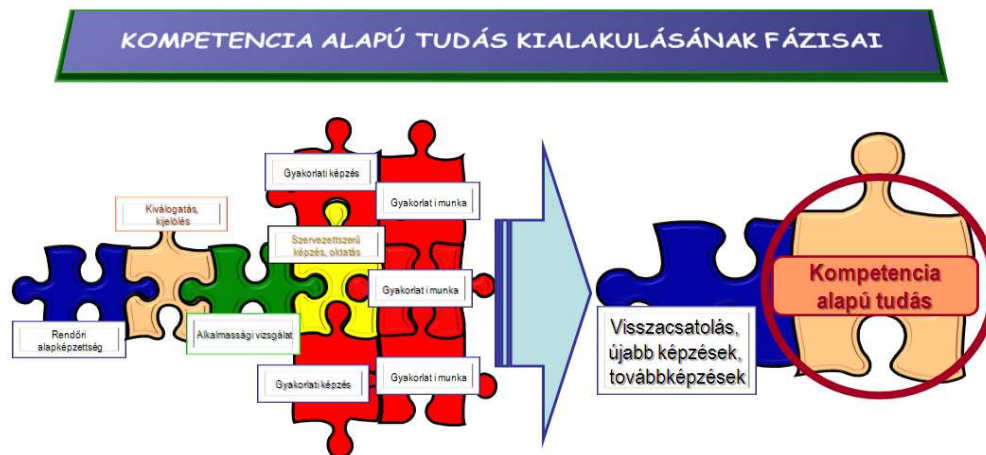 KOMPETENCIA ALAPÚ TUDÁS KIALAKULÁSÁNAK FÁZISAI
Rendőri
alapképzettség
Kiválogatás,
kijelölés
Alkalmassági vizsgálat
Gyakorlati képzés
Szervezettszerű
képzés, oktatás
Gyakorlati képzés
Gyakorlati munka
Gyakorlati munka
Gyakorlati munka
Visszacsatolás,
újabb képzések,
továbbképzések
Kompetencia
alapú tudás